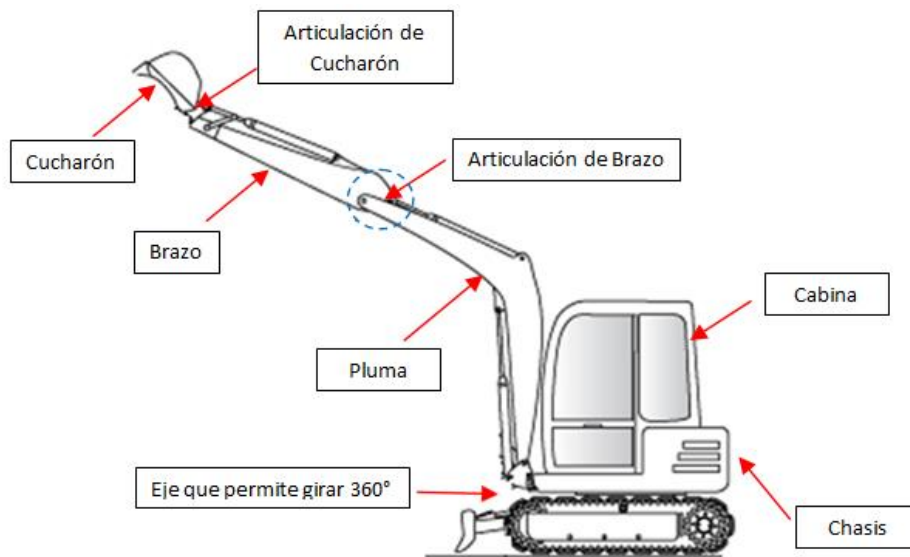 Articulación de
Cucharón
Cucharón
Articulación de Brazo
Brazo
Cabina
Pluma
Eje que permite girar 360°
Chasis